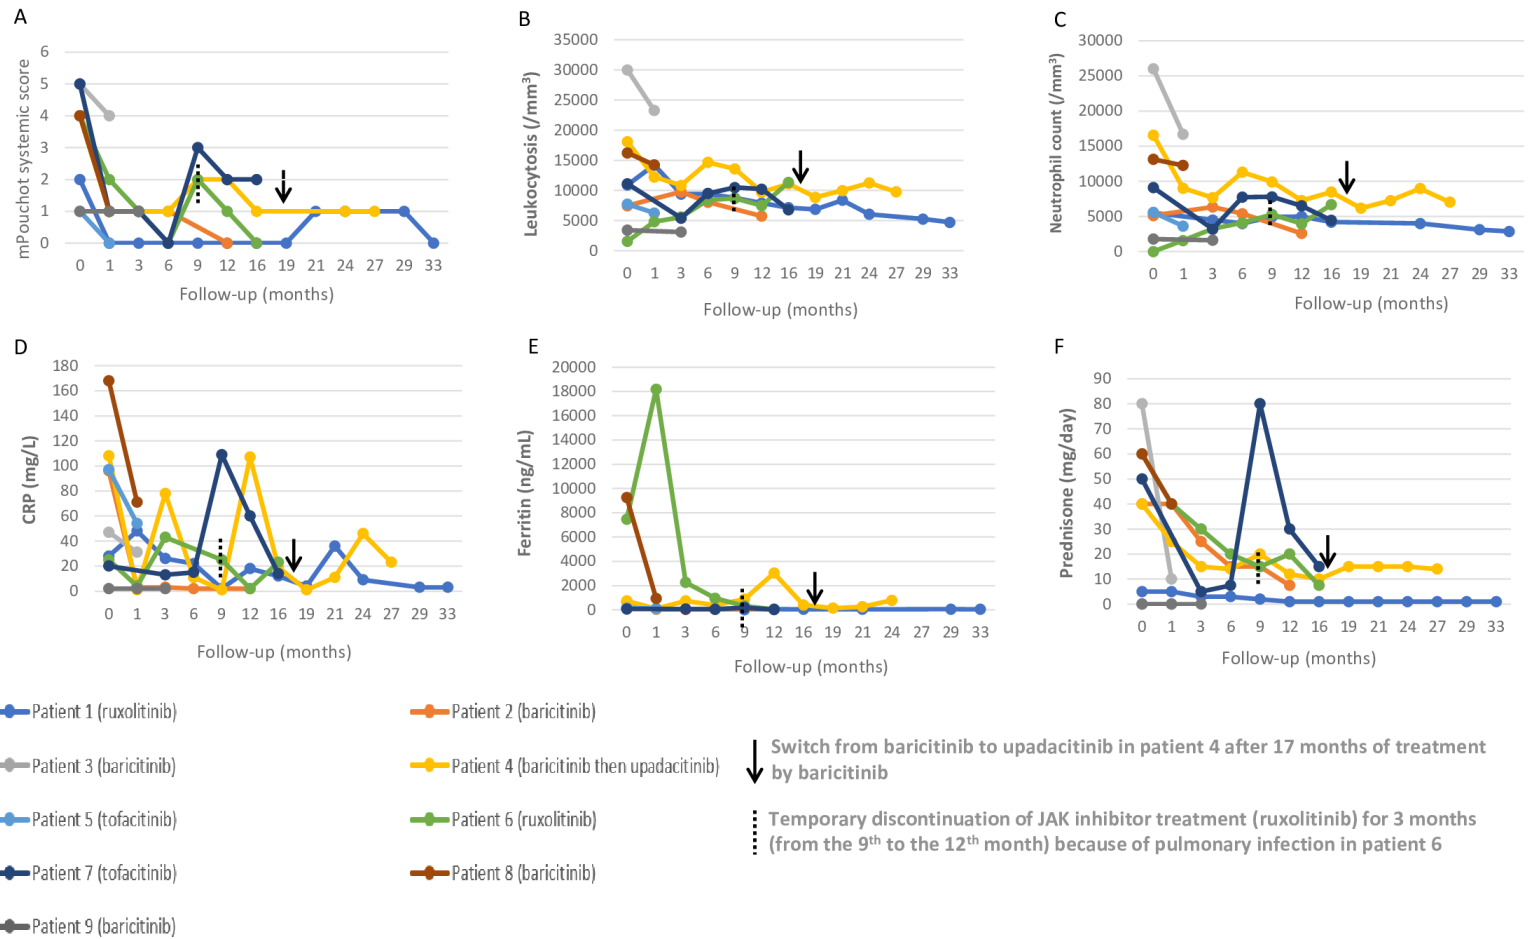 A
mPouchot systemic score
6
5
4
3
2
1
0
0 1 3 6 9 12 16 19 21 24 27 29 33
Follow-up (months)
B
Leukocytosis (/mm³)
35000
30000
25000
20000
15000
10000
5000
0
0 1 3 6 9 12 16 19 21 24 27 29 33
Follow-up (months)
C
Neutrophil count (/mm³)
30000
25000
20000
15000
10000
5000
0
0 1 3 6 9 12 16 19 21 24 27 29 33
Follow-up (months)
D
CRP (mg/L)
180
160
140
120
100
80
60
40
20
0
0 1 3 6 9 12 16 19 21 24 27 29 33
Follow-up (months)
E
Ferritin (ng/mL)
20000
18000
16000
14000
12000
10000
8000
6000
4000
2000
0
0 1 3 6 9 12 16 19 21 24 29 33
Follow-up (months)
F
Prednisone (mg/day)
90
80
70
60
50
40
30
20
10
0
0 1 3 6 9 12 16 19 21 24 27 29 33
Follow-up (months)
Patient 1 (ruxolitinib)
Patient 2 (baricitinib)
Patient 3 (baricitinib)
Patient 4 (baricitinib then upadacitinib)
Patient 5 (tofacitinib)
Patient 6 (ruxolitinib)
Patient 7 (tofacitinib)
Patient 8 (baricitinib)
Patient 9 (baricitinib)
Switch from baricitinib to upadacitinib in patient 4 after 17 months of treatment
by baricitinib
Temporary discontinuation of JAK inhibitor treatment (ruxolitinib) for 3 months
(from the 9th to the 12th month) because of pulmonary infection in patient 6